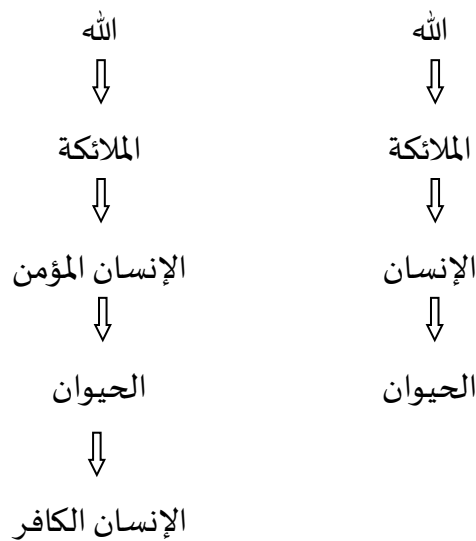 الله
الملائكة
الإنسان
الحيوان
الله
الملائكة
الإنسان المؤمن
الحيوان
الإنسان الكافر